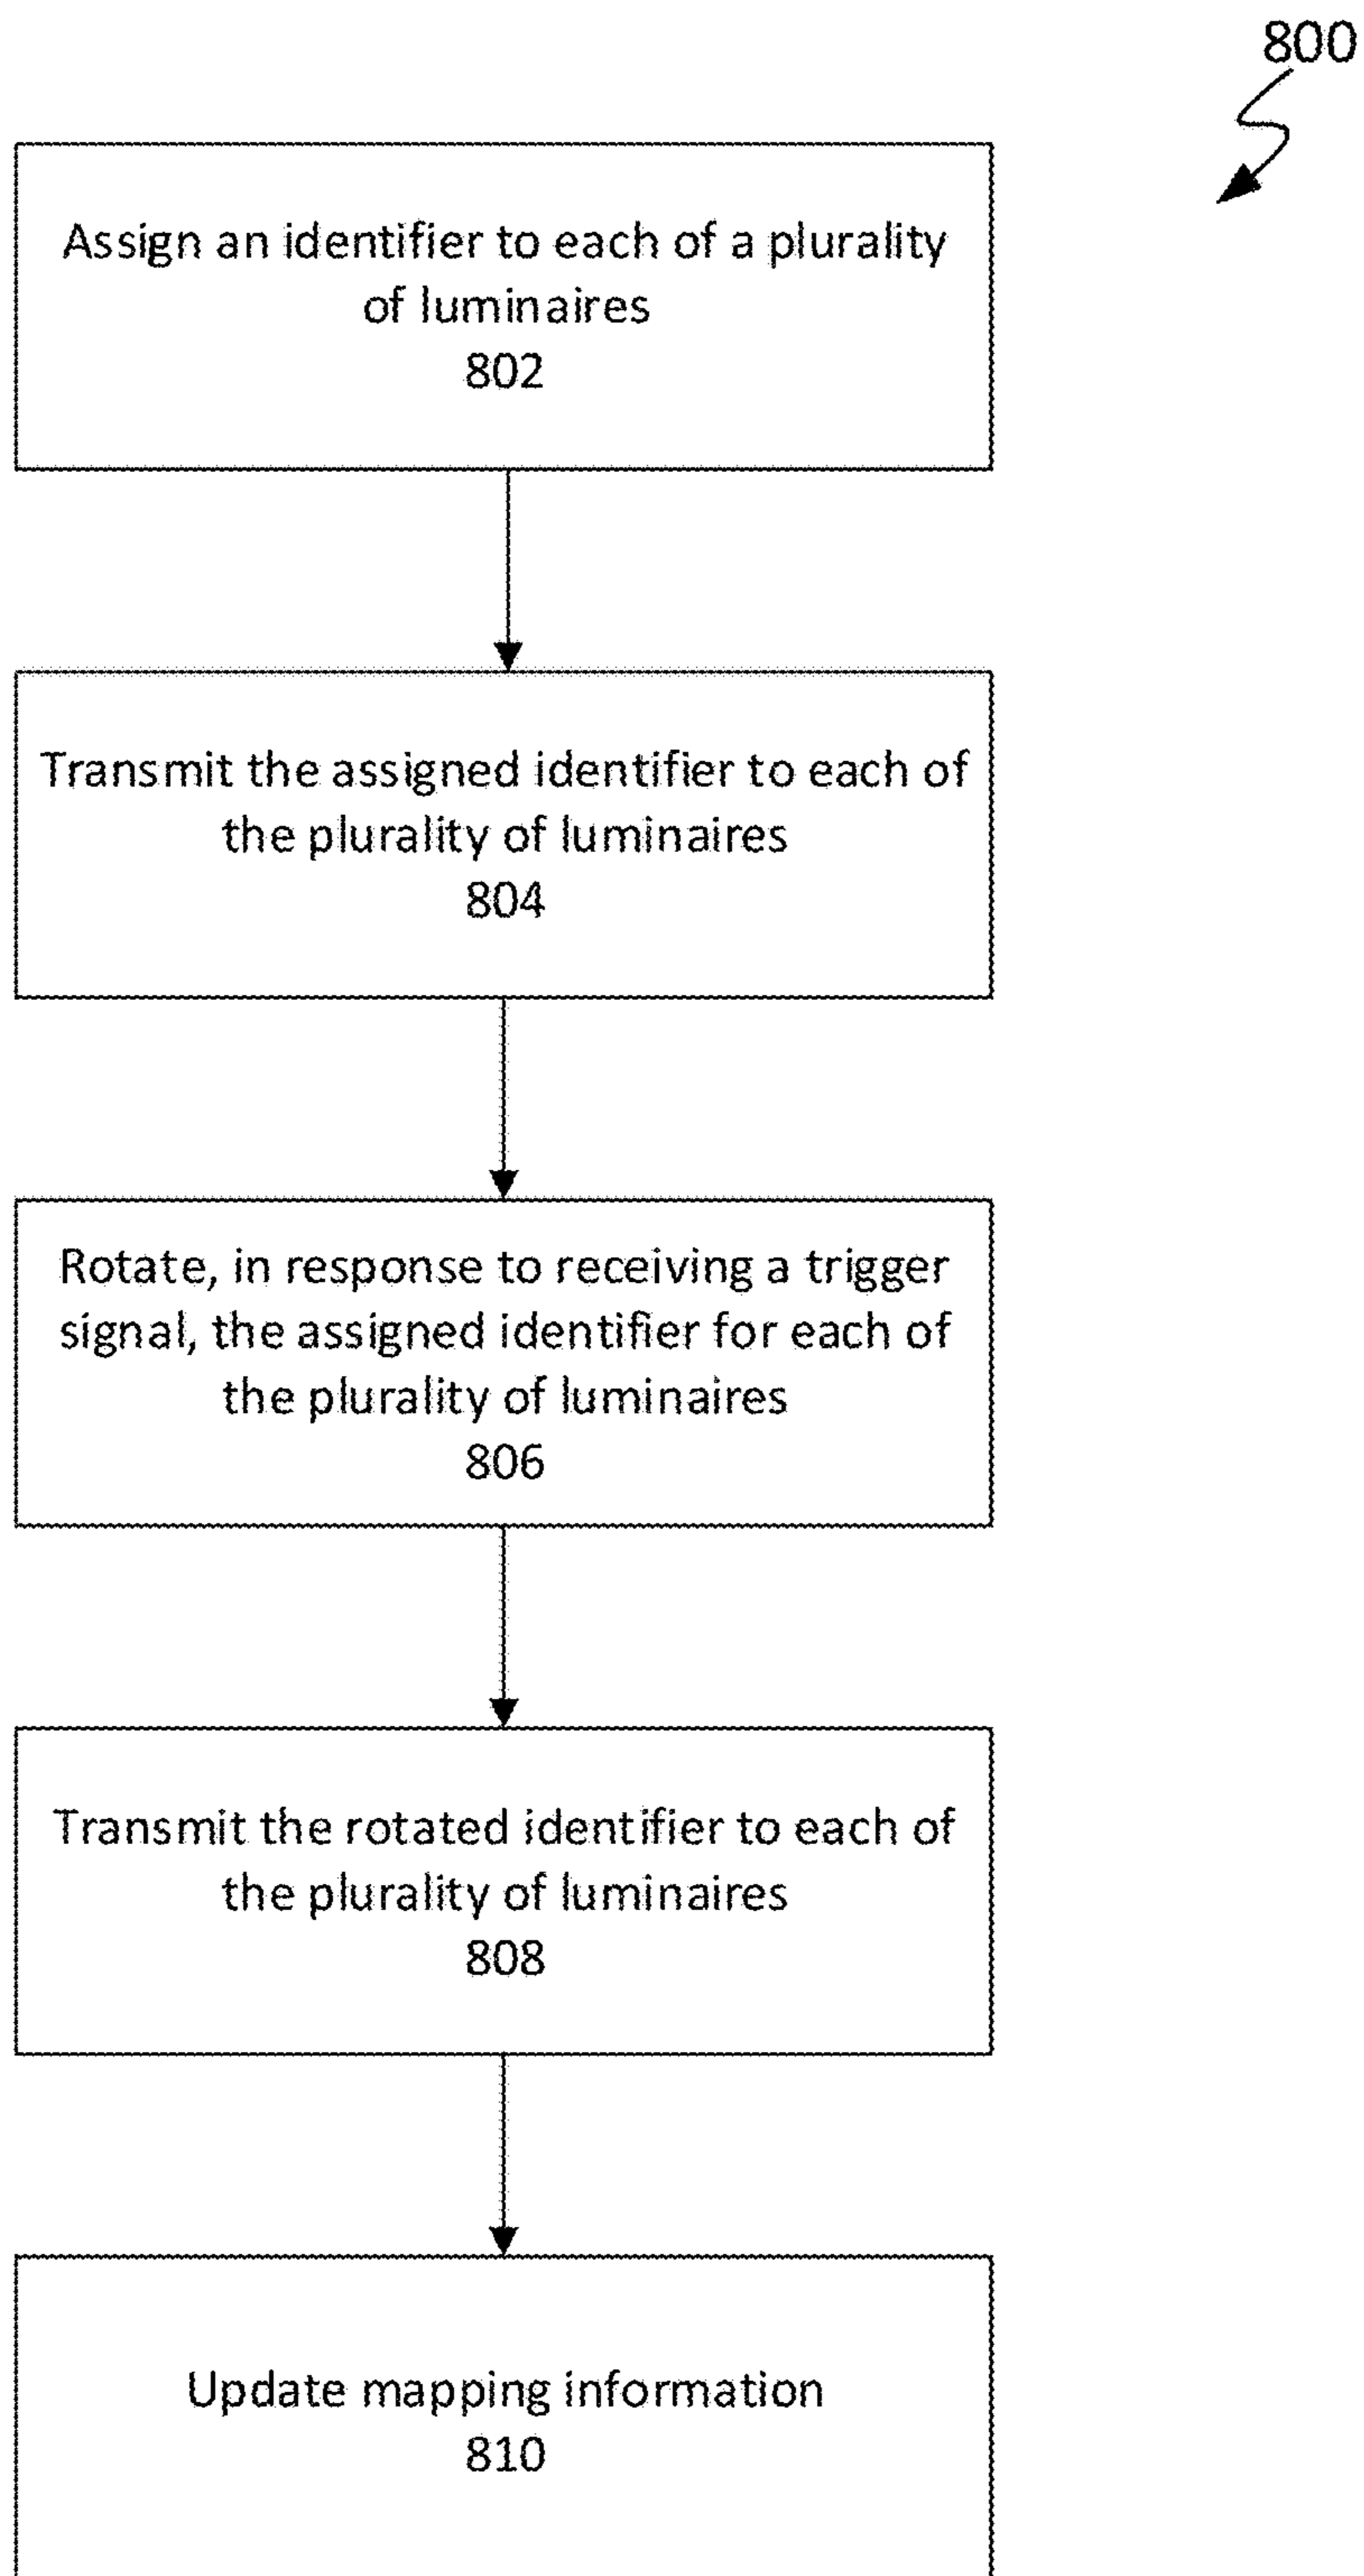 800
Assign an identifier to each of a plurality
of luminaires
802
Transmit the assigned identifier to each of
the plurality of luminaires
804
Rotate, in response to receiving a trigger
signal, the assigned identifier for each of
the plurality of luminaires
806
Transmit the rotated identifier to each of
the plurality of luminaires
808
Update mapping information
810